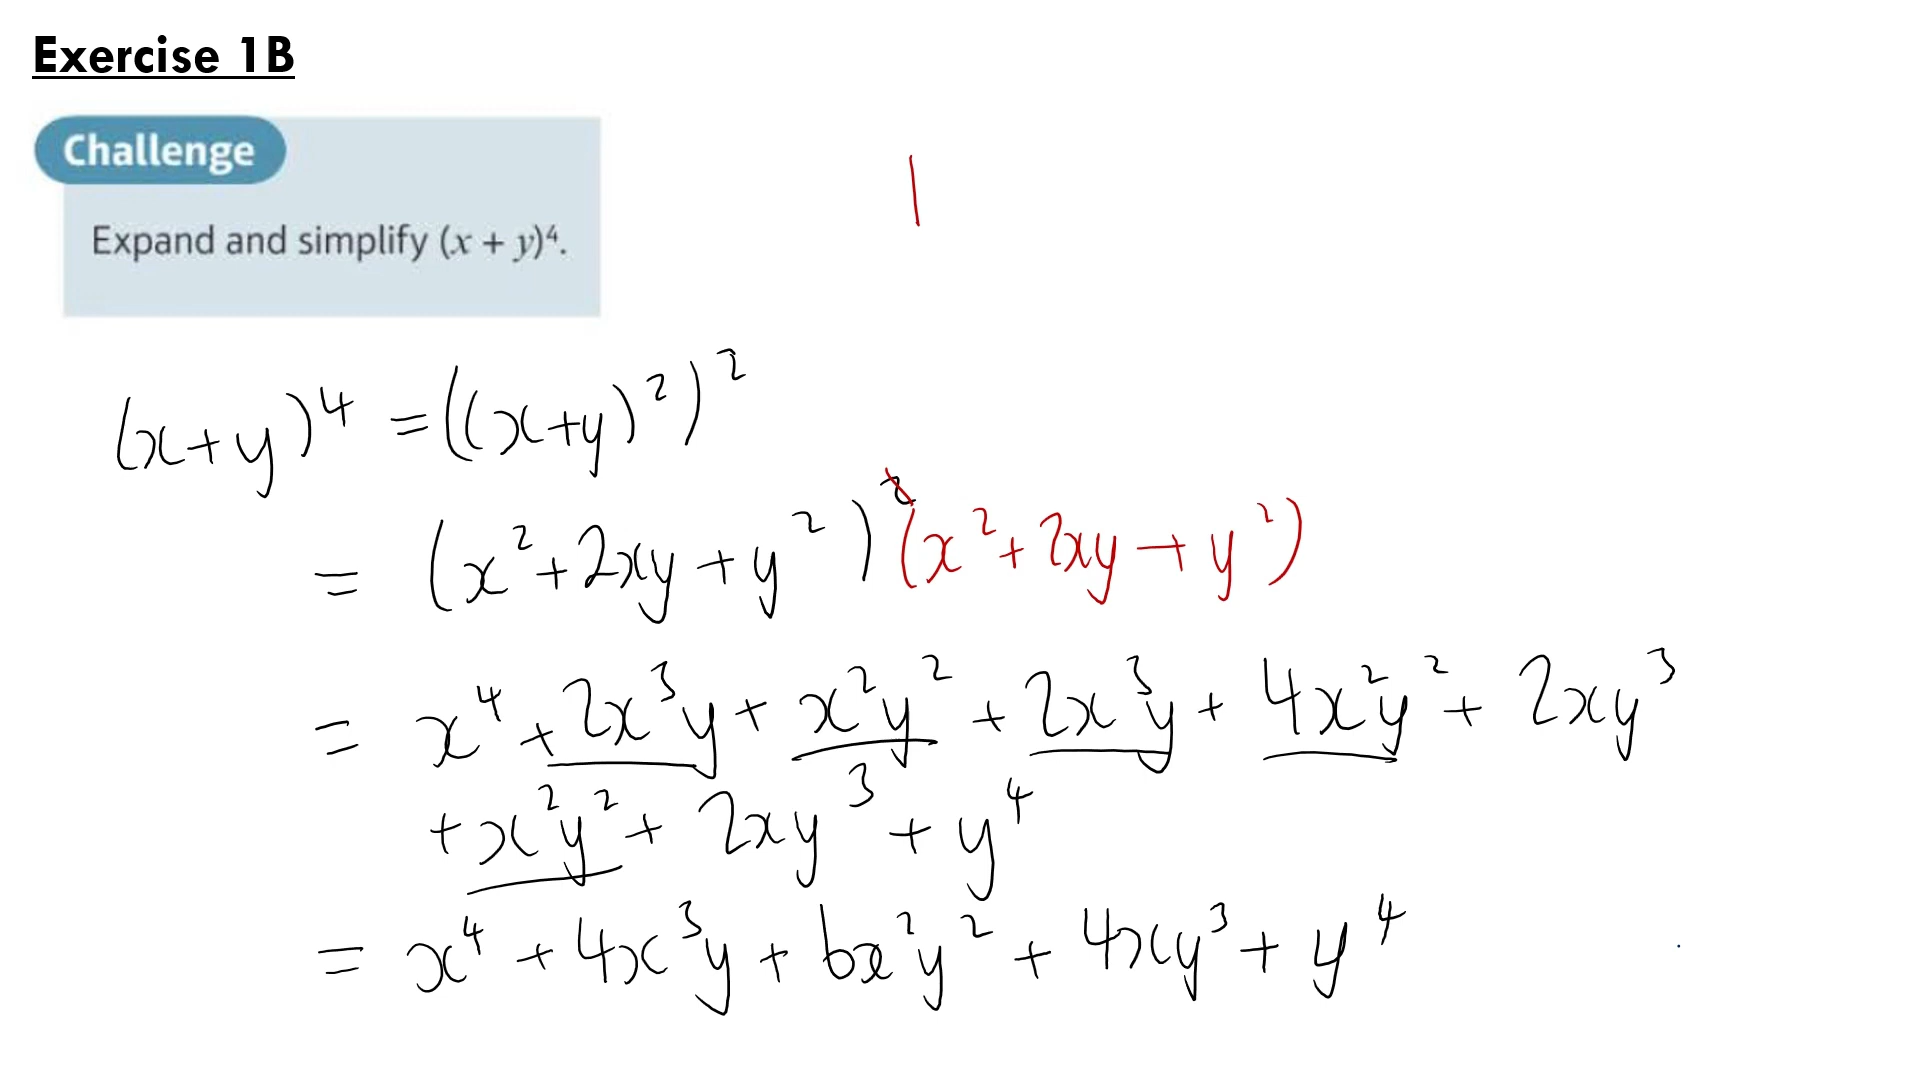 Exercise 1B
Challenge
Expand and simplify (x + y)⁴.
|
(x+y)⁴ = ((x+y)²)²
= (x²+2xy+y²)² (x²+2xy+y²)
= x⁴ + 2x³y + x²y² + 2x³y + 4x²y² + 2xy³
+ x²y² + 2xy³ + y⁴
= x⁴ + 4x³y + 6x²y² + 4xy³ + y⁴